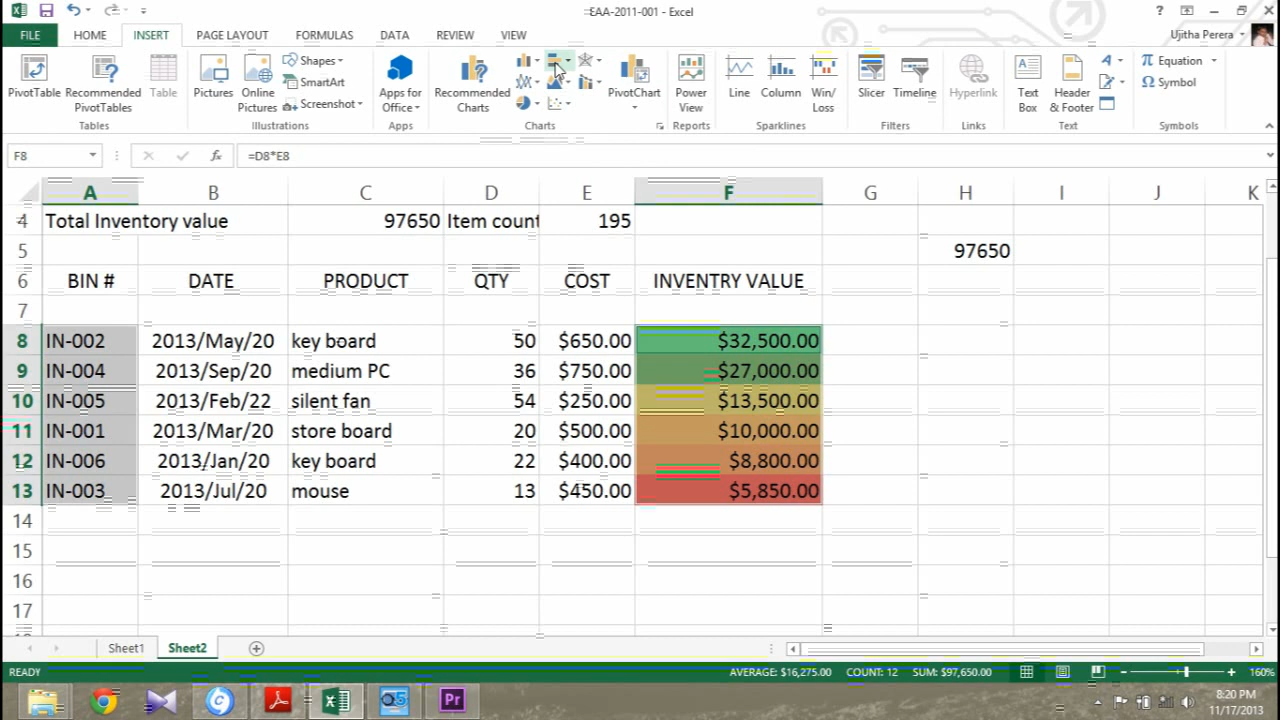 EAA-2011-001 - Excel
FILE HOME INSERT PAGE LAYOUT FORMULAS DATA REVIEW VIEW Ujitha Perera
PivotTable Recommended PivotTables Tables
Pictures Online Pictures Shapes SmartArt Screenshot Illustrations
Apps for Office Apps
Recommended Charts PivotChart Charts
Power View Reports
Line Column Win/Loss Sparklines
Slicer Timeline Filters
Hyperlink Links
Text Box Header & Footer Text
Equation Symbol Symbols
F8 fx =D8*E8
A B C D E F G H I J K
4 Total Inventory value 97650 Item count 195
5 97650
6 BIN # DATE PRODUCT QTY COST INVENTRY VALUE
7
8 IN-002 2013/May/20 key board 50 $650.00 $32,500.00
9 IN-004 2013/Sep/20 medium PC 36 $750.00 $27,000.00
10 IN-005 2013/Feb/22 silent fan 54 $250.00 $13,500.00
11 IN-001 2013/Mar/20 store board 20 $500.00 $10,000.00
12 IN-006 2013/Jan/20 key board 22 $400.00 $8,800.00
13 IN-003 2013/Jul/20 mouse 13 $450.00 $5,850.00
14
15
16
17
Sheet1 Sheet2
READY AVERAGE: $16,275.00 COUNT: 12 SUM: $97,650.00 160%
Pr 8:20 PM
11/17/2013